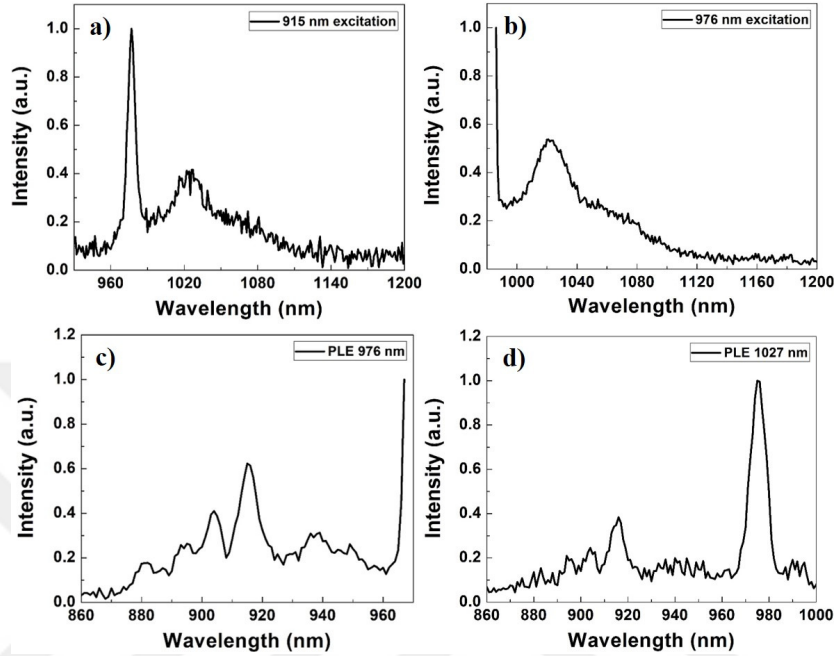 a)
915 nm excitation
Intensity (a.u.)
1.0
0.8
0.6
0.4
0.2
0.0
960 1020 1080 1140 1200
Wavelength (nm)
b)
976 nm excitation
Intensity (a.u.)
1.0
0.8
0.6
0.4
0.2
0.0
1000 1040 1080 1120 1160 1200
Wavelength (nm)
c)
PLE 976 nm
Intensity (a.u.)
1.2
1.0
0.8
0.6
0.4
0.2
0.0
860 880 900 920 940 960
Wavelength (nm)
d)
PLE 1027 nm
Intensity (a.u.)
1.2
1.0
0.8
0.6
0.4
0.2
0.0
860 880 900 920 940 960 980 1000
Wavelength (nm)